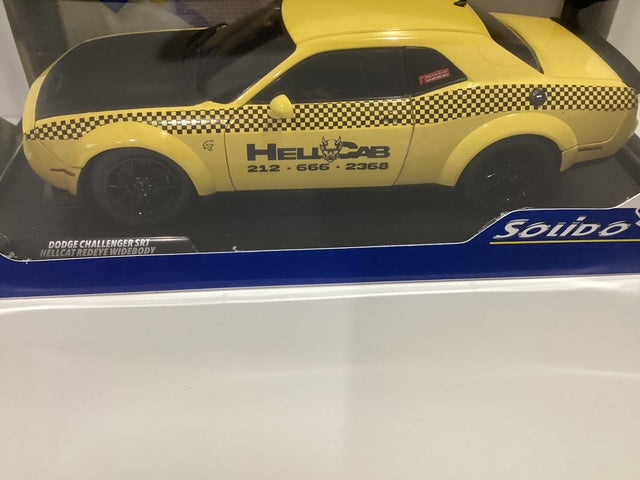 HELLCAB
212 · 666 · 2368
DODGE CHALLENGER SRT
HELLCAT REDEYE WIDEBODY
SOLIDO